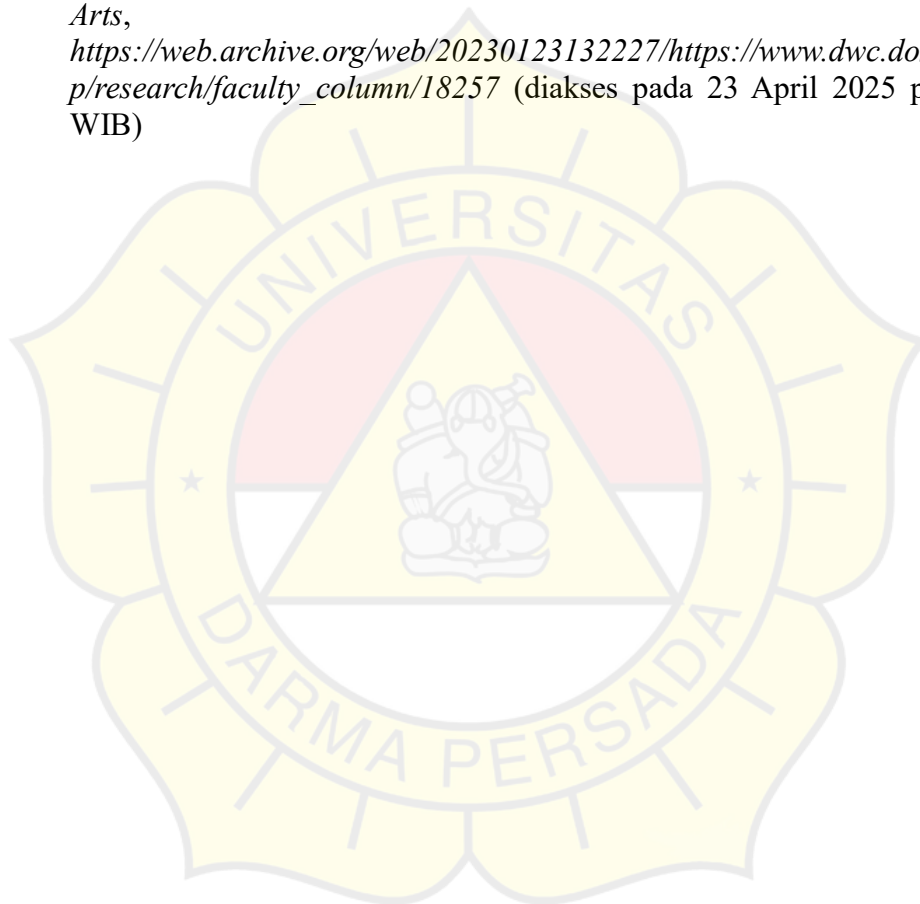 Arts,
https://web.archive.org/web/20230123132227/https://www.dwc.do
p/research/faculty_column/18257 (diakses pada 23 April 2025 p
WIB)
UNIVERSITAS
DARMA PERSADA